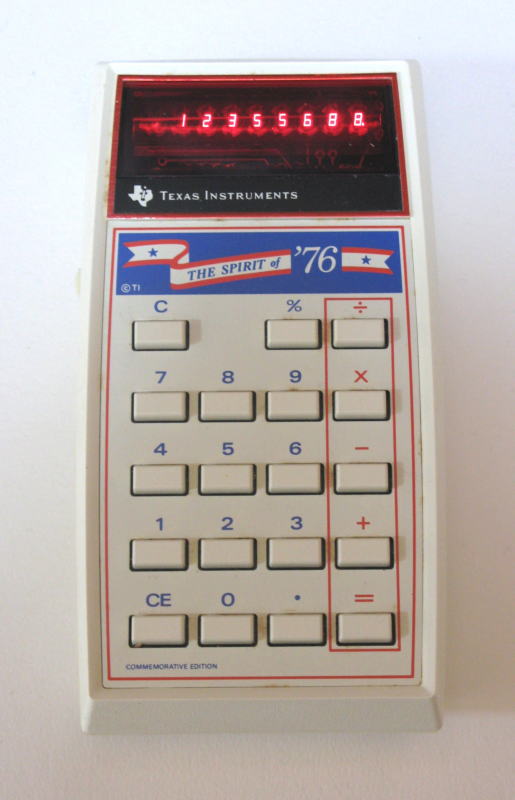 12355688.
TEXAS INSTRUMENTS
THE SPIRIT of '76
© TI
C % ÷
7 8 9 X
4 5 6 −
1 2 3 +
CE 0 . =
COMMEMORATIVE EDITION